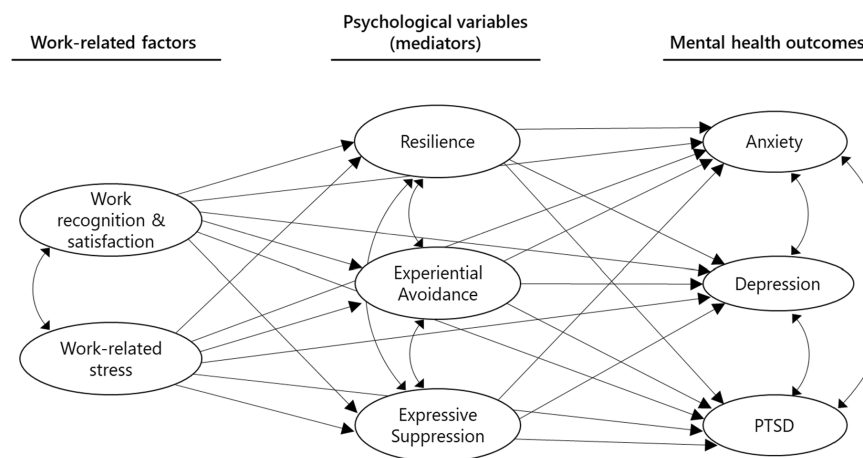 Work-related factors
Psychological variables
(mediators)
Mental health outcomes
Resilience
Anxiety
Work
recognition &
satisfaction
Experiential
Avoidance
Depression
Work-related
stress
Expressive
Suppression
PTSD